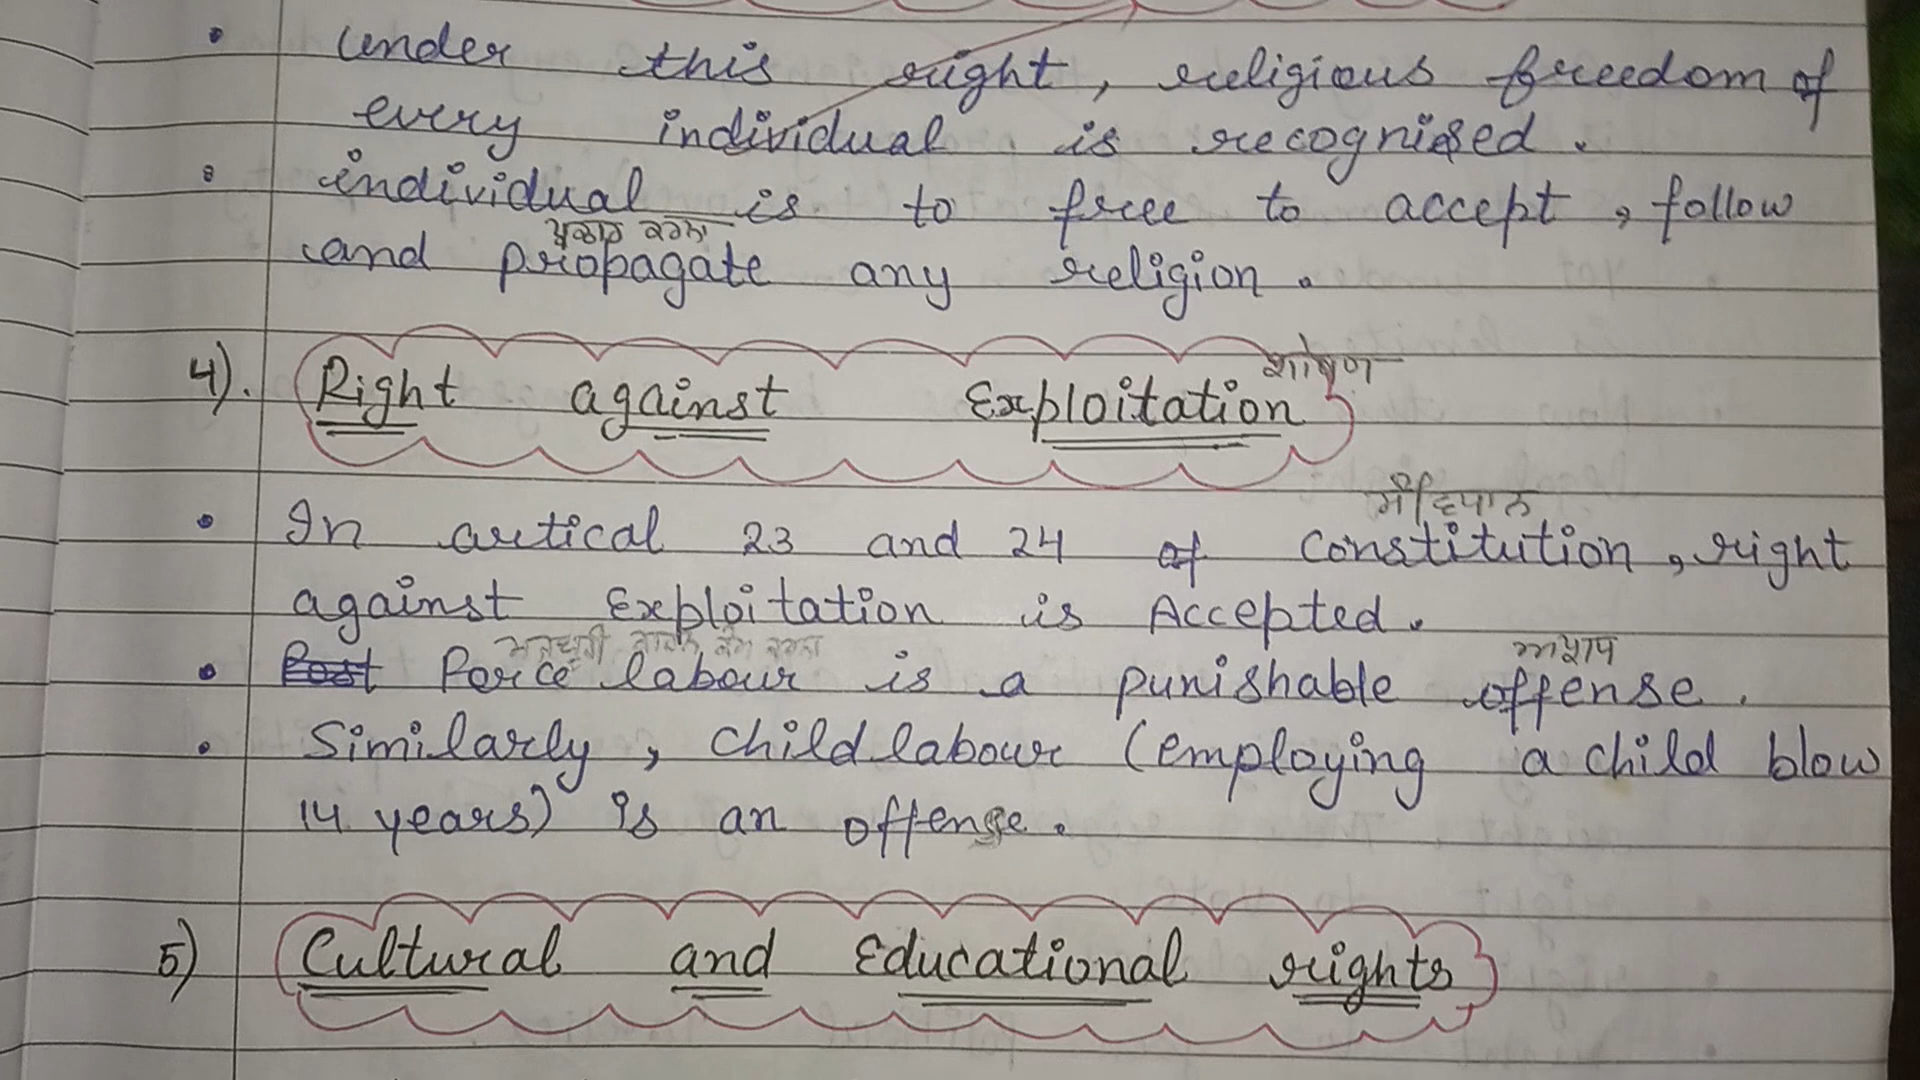 • Under this right, religious freedom of
every individual is recognised.
• individual is to free to accept, follow
and propagate any religion.
शोषण
4). Right against Exploitation
• In artical 23 and 24 of Constitution, right
against Exploitation is Accepted.
• Force labour is a punishable offense.
• Similarly, child labour (employing a child blow
14 years) is an offense.
5) Cultural and Educational rights